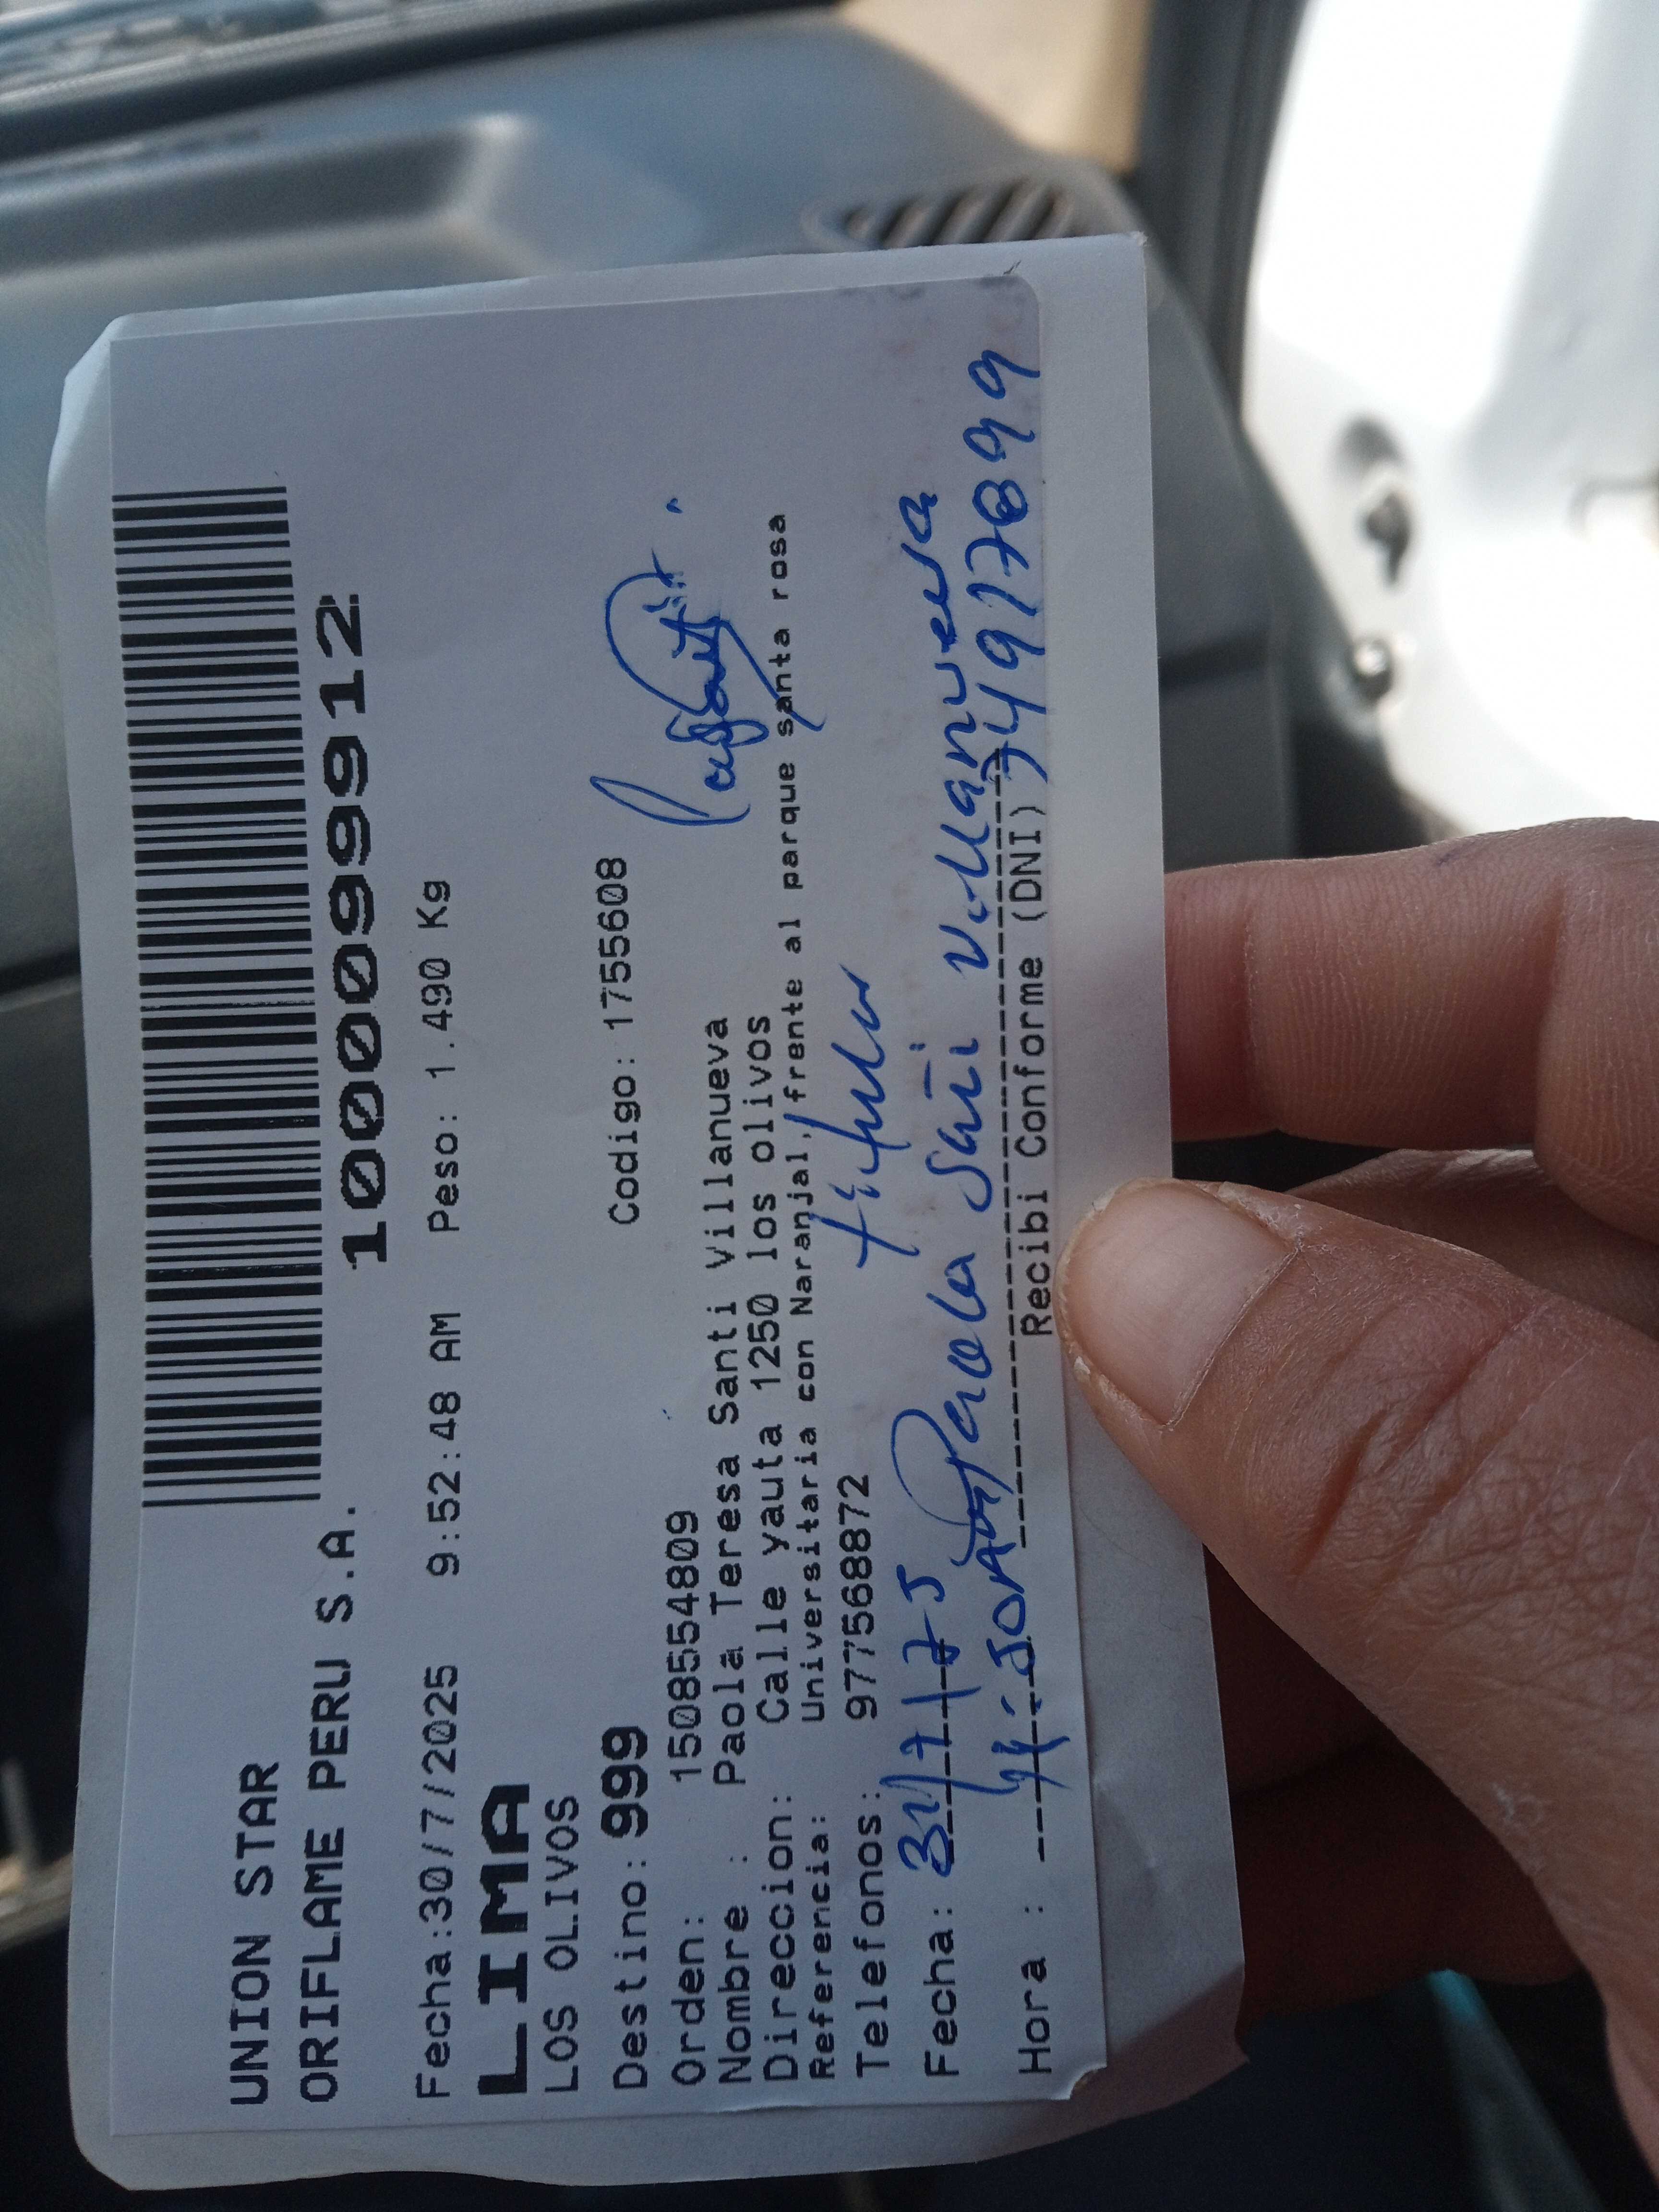 UNION STAR
ORIFLAME PERU S.A.
1000099912
Fecha:30/7/2025 9:52:48 AM Peso: 1.490 Kg
LIMA
LOS OLIVOS
Destino: 999 Codigo: 1755608
Orden: 1508554809
Nombre : Paola Teresa Santi Villanueva
Direccion: Calle yauta 1250 los olivos
Referencia: Universitaria con Naranjal, frente al parque santa rosa
Telefonos: 977568872
titular
Fecha: 31/7/25 Paola Santi Villanueva
Hora :
Recibi Conforme (DNI) 74917899